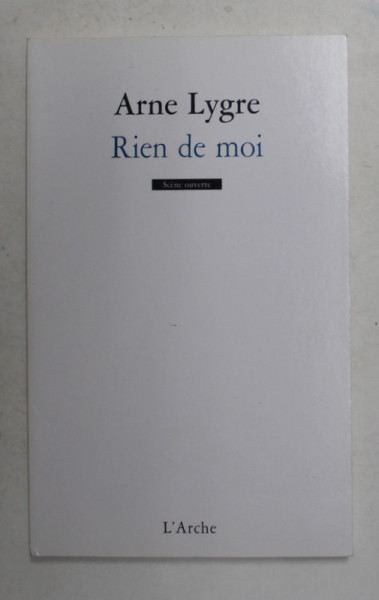 Arne Lygre
Rien de moi
Scène ouverte
L'Arche